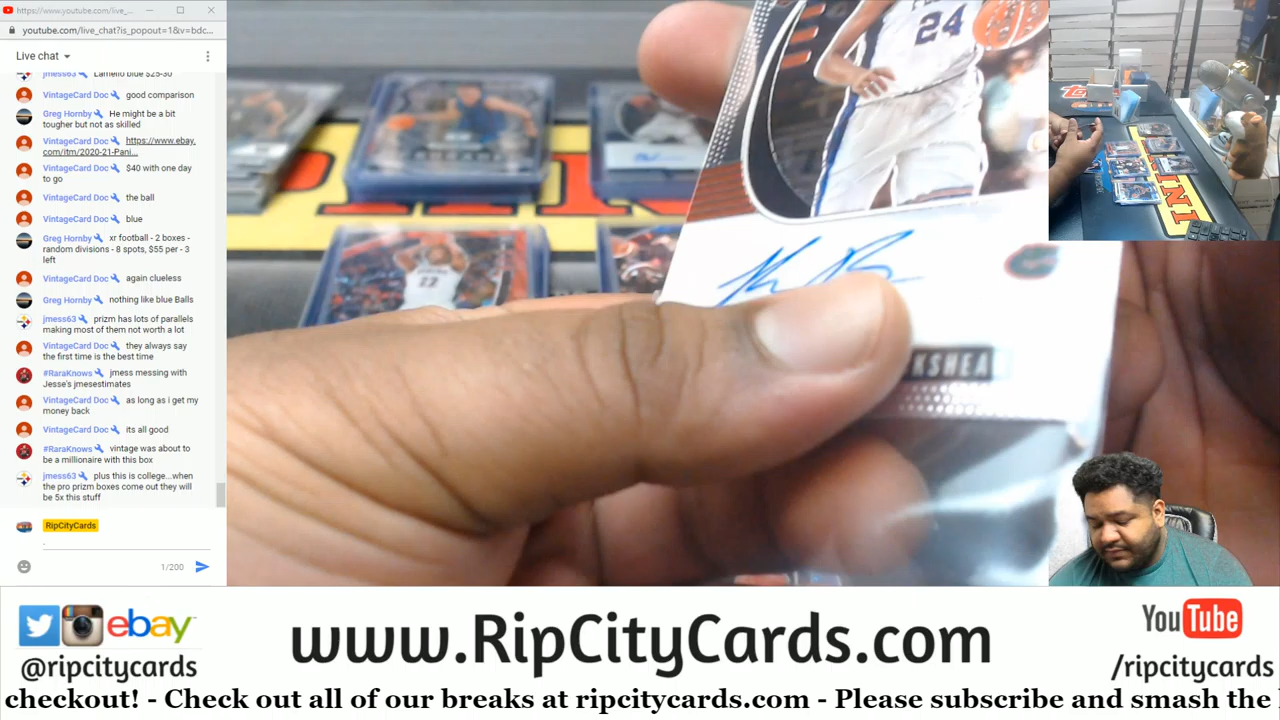 https://www.youtube.com/live_...
youtube.com/live_chat?is_popout=1&v=bdc...
Live chat
jmess63 Lamello blue $25-30
VintageCard Doc good comparison
Greg Hornby He might be a bit
tougher but not as skilled
VintageCard Doc https://www.ebay.
com/itm/2020-21-Pani...
VintageCard Doc $40 with one day
to go
VintageCard Doc the ball
VintageCard Doc blue
Greg Hornby xr football - 2 boxes -
random divisions - 8 spots, $55 per - 3
left
VintageCard Doc again clueless
Greg Hornby nothing like blue Balls
jmess63 prizm has lots of parallels
making most of them not worth a lot
VintageCard Doc they always say
the first time is the best time
#RaraKnows jmess messing with
Jesse's jmesestimates
VintageCard Doc as long as i get my
money back
VintageCard Doc its all good
#RaraKnows vintage was about to
be a millionaire with this box
jmess63 plus this is college...when
the pro prizm boxes come out they will
be 5x this stuff
RipCityCards
.
1/200
24
KSHEA
ebay
@ripcitycards
www.RipCityCards.com
YouTube
/ripcitycards
checkout! - Check out all of our breaks at ripcitycards.com - Please subscribe and smash the